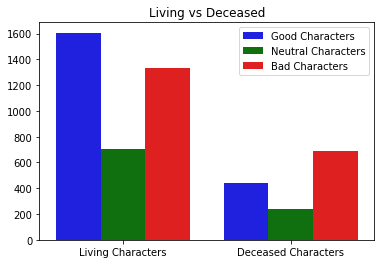 Living vs Deceased
Good Characters
Neutral Characters
Bad Characters
1600
1400
1200
1000
800
600
400
200
0
Living Characters
Deceased Characters